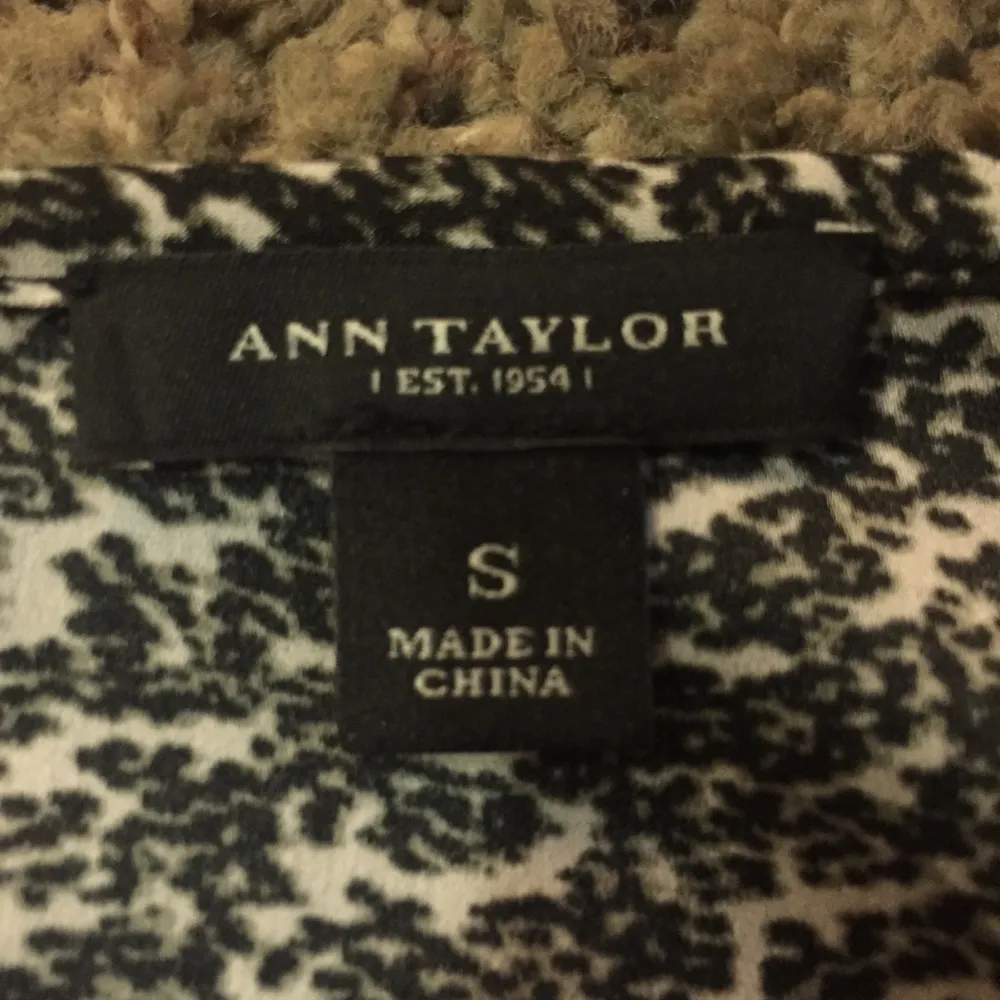 ANN TAYLOR
| EST. 1954 |
S
MADE IN
CHINA